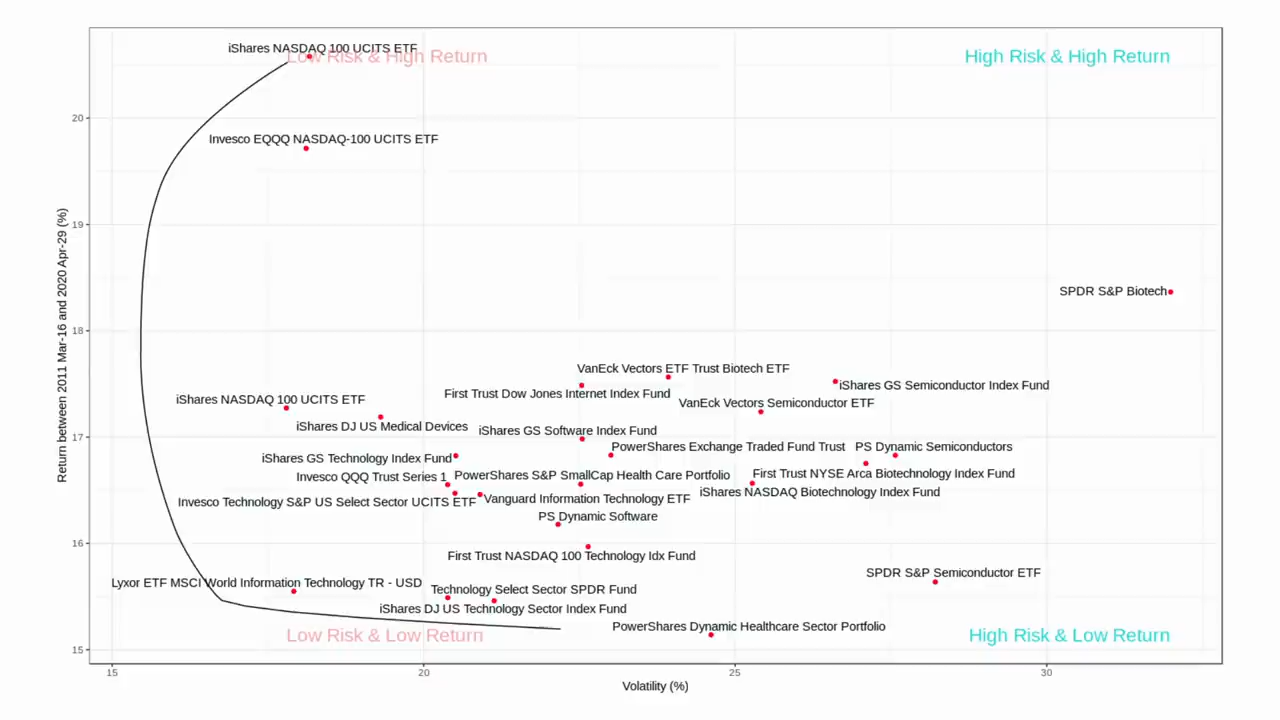 iShares NASDAQ 100 UCITS ETF
Low Risk & High Return
High Risk & High Return
20
Invesco EQQQ NASDAQ-100 UCITS ETF
19
Return between 2011 Mar-16 and 2020 Apr-29 (%)
SPDR S&P Biotech
18
VanEck Vectors ETF Trust Biotech ETF
iShares GS Semiconductor Index Fund
First Trust Dow Jones Internet Index Fund
iShares NASDAQ 100 UCITS ETF
VanEck Vectors Semiconductor ETF
iShares DJ US Medical Devices
iShares GS Software Index Fund
17
PowerShares Exchange Traded Fund Trust
PS Dynamic Semiconductors
iShares GS Technology Index Fund
Invesco QQQ Trust Series 1
PowerShares S&P SmallCap Health Care Portfolio
First Trust NYSE Arca Biotechnology Index Fund
iShares NASDAQ Biotechnology Index Fund
Invesco Technology S&P US Select Sector UCITS ETF
Vanguard Information Technology ETF
PS Dynamic Software
16
First Trust NASDAQ 100 Technology Idx Fund
SPDR S&P Semiconductor ETF
Lyxor ETF MSCI World Information Technology TR - USD
Technology Select Sector SPDR Fund
iShares DJ US Technology Sector Index Fund
PowerShares Dynamic Healthcare Sector Portfolio
Low Risk & Low Return
High Risk & Low Return
15
15
20
25
30
Volatility (%)